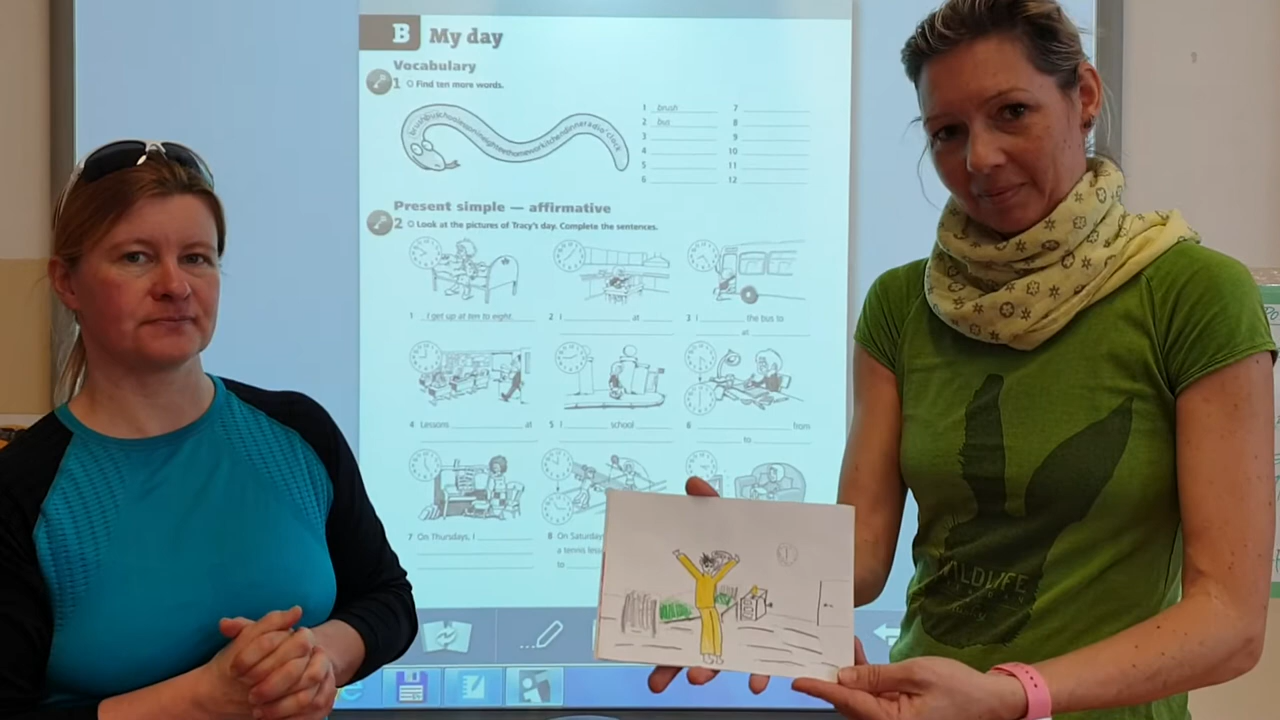 B My day
Vocabulary
1 Find ten more words.
1 brush 7
2 bus 8
3 9
4 10
5 11
6 12
Present simple — affirmative
2 Look at the pictures of Tracy's day. Complete the sentences.
1 I get up at ten to eight.
2 I at
3 I the bus to
at
4 Lessons at
5 I school
6 from
to
7 On Thursdays, I
8 On Saturday
a tennis
to
WILDLIFE